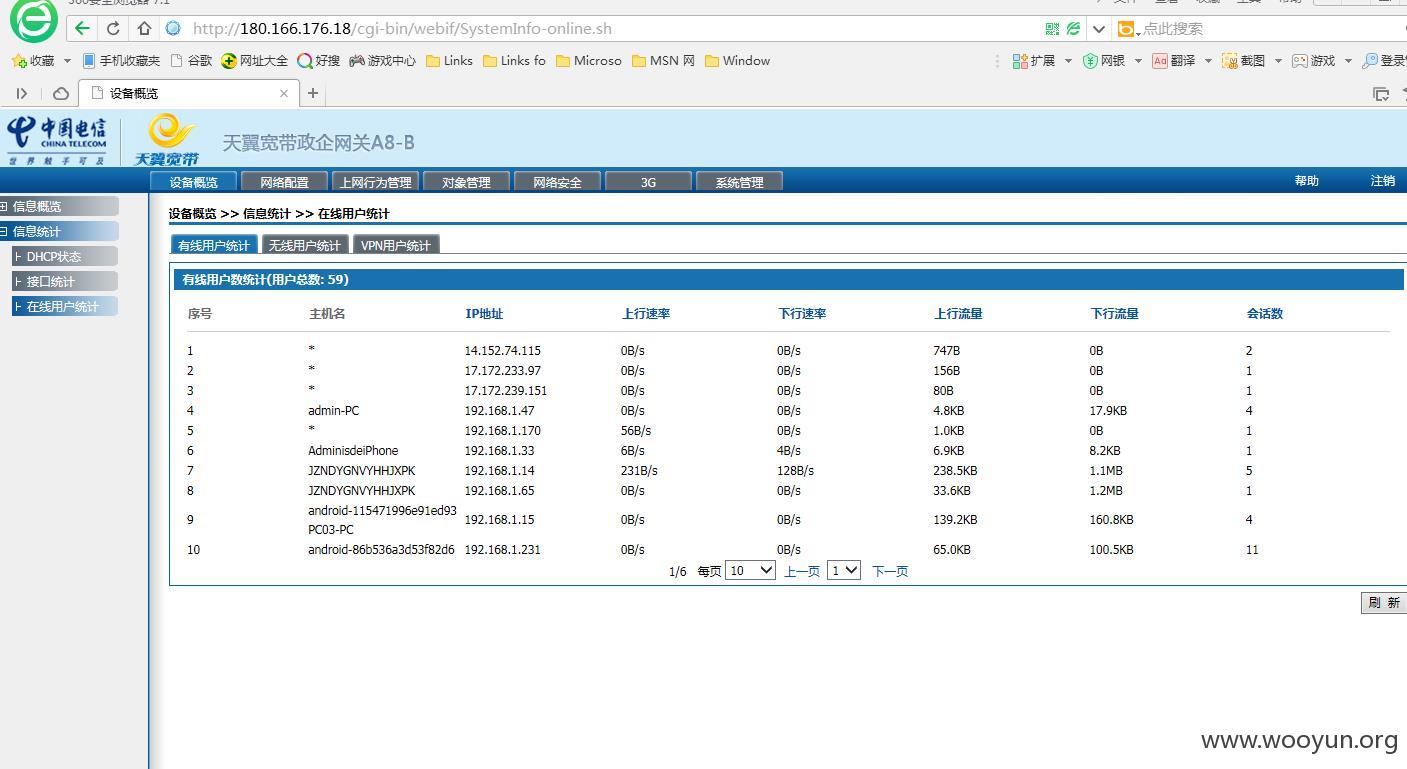 360安全浏览器 7.1
http://180.166.176.18/cgi-bin/webif/SystemInfo-online.sh
点此搜索
收藏 手机收藏夹 谷歌 网址大全 好搜 游戏中心 Links Links fo Microso MSN 网 Window 扩展 网银 翻译 截图 游戏 登录
设备概览
中国电信
CHINA TELECOM
世界触手可及
天翼宽带
天翼宽带政企网关A8-B
设备概览 网络配置 上网行为管理 对象管理 网络安全 3G 系统管理 帮助 注销
信息概览
信息统计
DHCP状态
接口统计
在线用户统计
设备概览 >> 信息统计 >> 在线用户统计
有线用户统计 无线用户统计 VPN用户统计
有线用户数统计(用户总数: 59)
序号 主机名 IP地址 上行速率 下行速率 上行流量 下行流量 会话数
1 * 14.152.74.115 0B/s 0B/s 747B 0B 2
2 * 17.172.233.97 0B/s 0B/s 156B 0B 1
3 * 17.172.239.151 0B/s 0B/s 80B 0B 1
4 admin-PC 192.168.1.47 0B/s 0B/s 4.8KB 17.9KB 4
5 * 192.168.1.170 56B/s 0B/s 1.0KB 0B 1
6 AdminisdeiPhone 192.168.1.33 6B/s 4B/s 6.9KB 8.2KB 1
7 JZNDYGNVYHHJXPK 192.168.1.14 231B/s 128B/s 238.5KB 1.1MB 5
8 JZNDYGNVYHHJXPK 192.168.1.65 0B/s 0B/s 33.6KB 1.2MB 1
9 android-115471996e91ed93 PC03-PC 192.168.1.15 0B/s 0B/s 139.2KB 160.8KB 4
10 android-86b536a3d53f82d6 192.168.1.231 0B/s 0B/s 65.0KB 100.5KB 11
1/6 每页 10 上一页 1 下一页
刷 新
www.wooyun.org